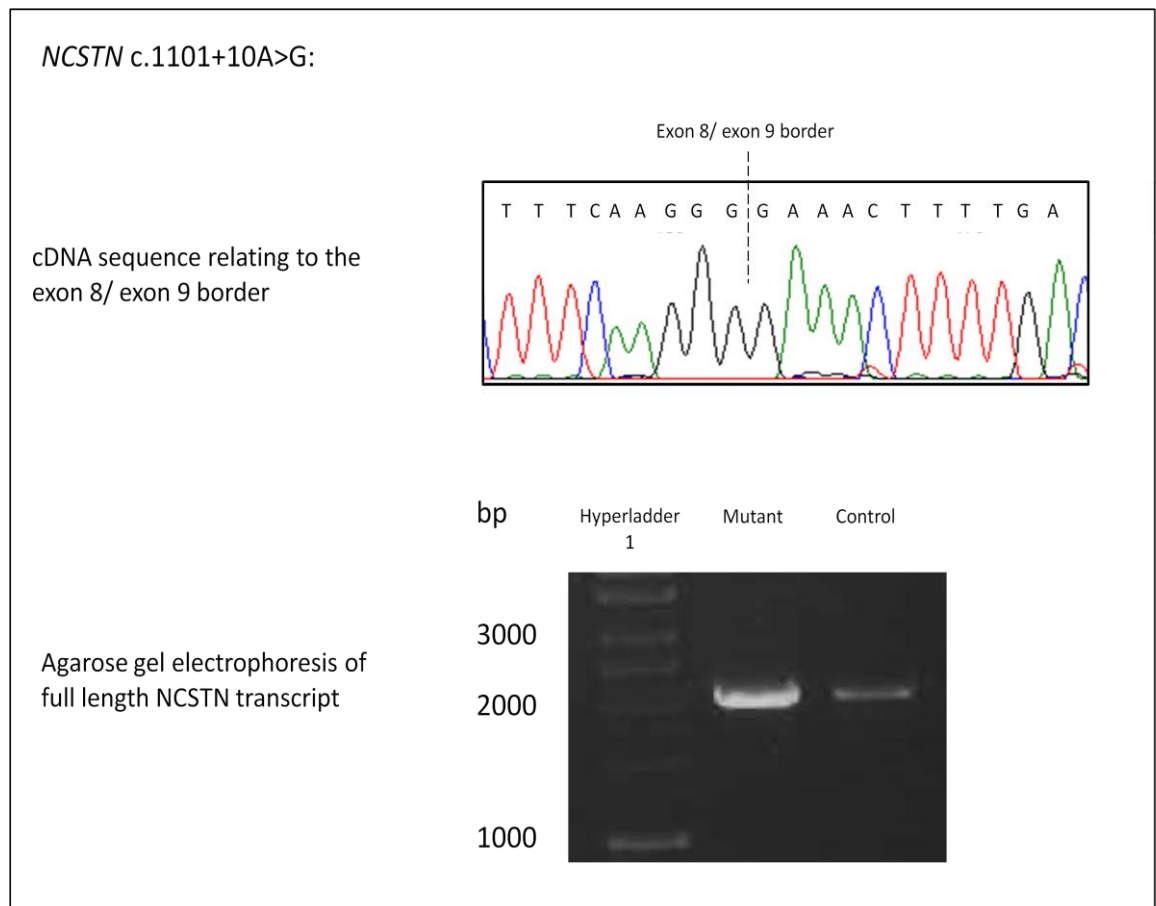 NCSTN c.1101+10A>G:
Exon 8/ exon 9 border
T T T C A A G G G G A A A C T T T T G A
cDNA sequence relating to the
exon 8/ exon 9 border
bp
Hyperladder
1
Mutant
Control
3000
Agarose gel electrophoresis of
full length NCSTN transcript
2000
1000